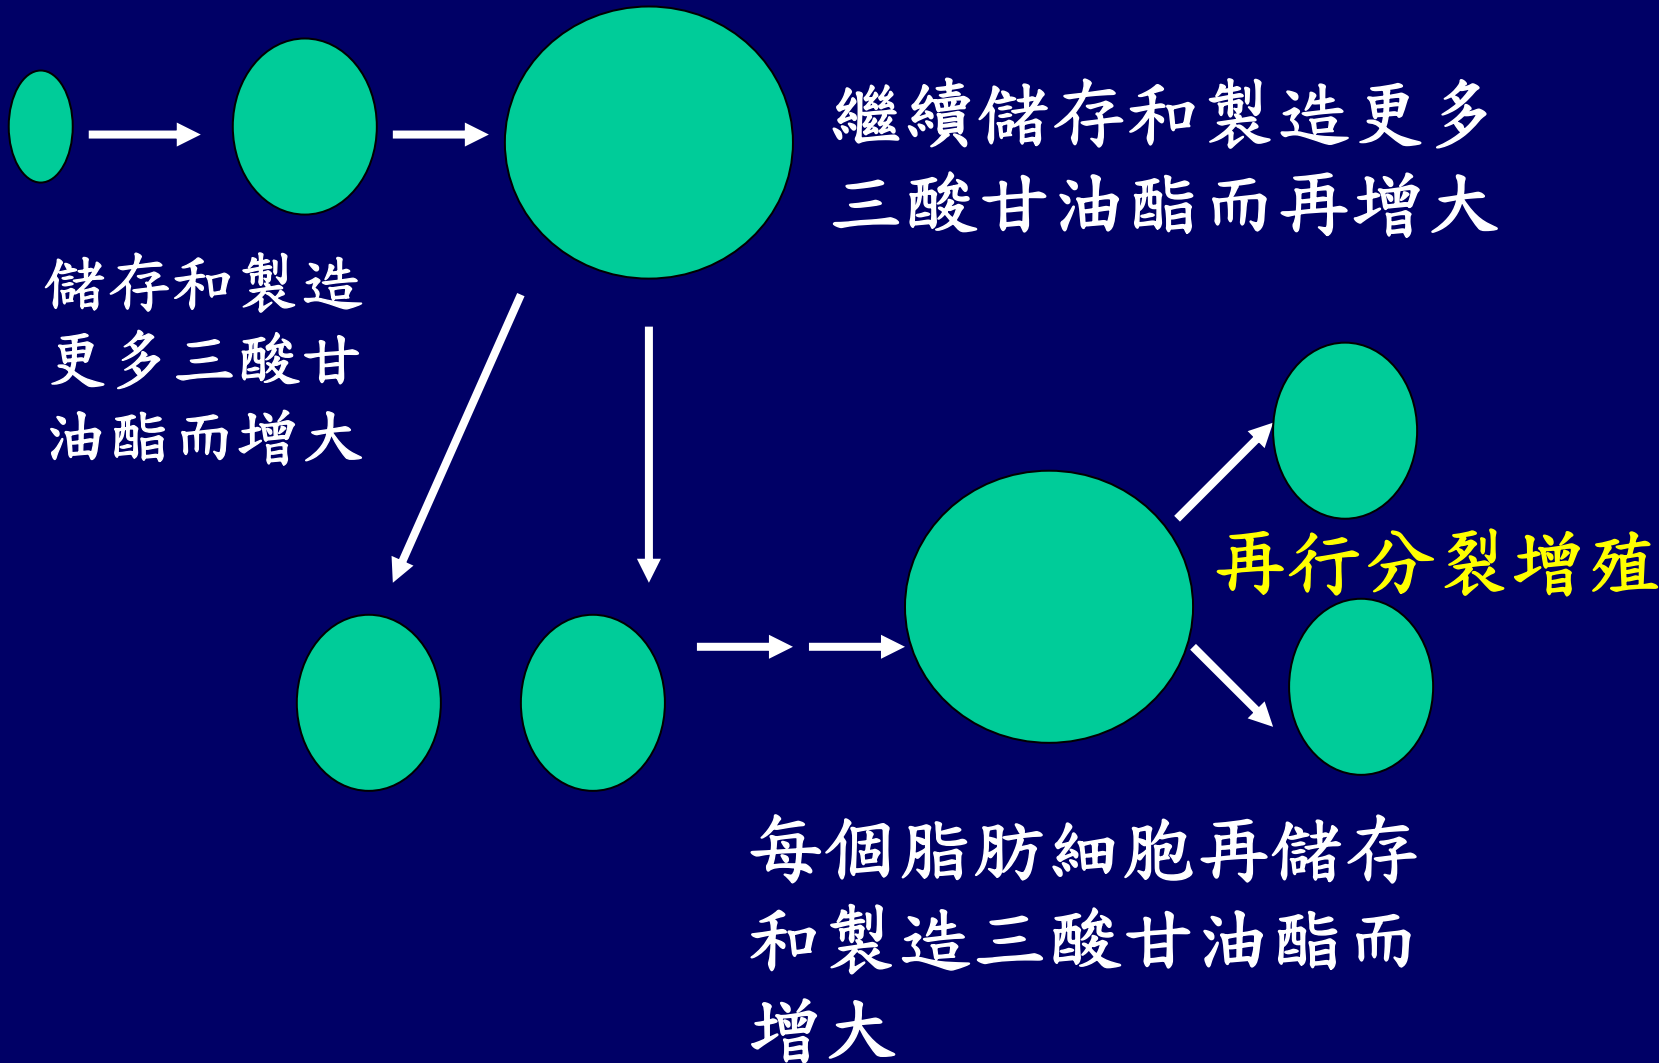 繼續儲存和製造更多
三酸甘油酯而再增大
儲存和製造
更多三酸甘
油酯而增大
再行分裂增殖
每個脂肪細胞再儲存
和製造三酸甘油酯而
增大